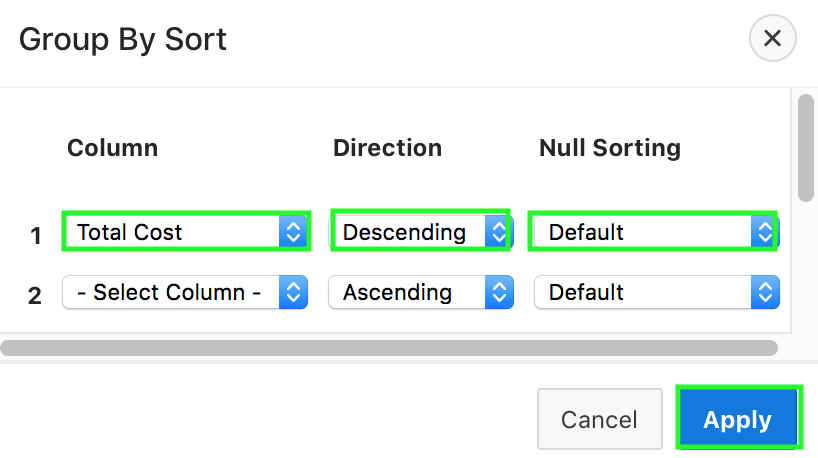 Group By Sort
Column Direction Null Sorting
1 Total Cost Descending Default
2 - Select Column - Ascending Default
Cancel Apply